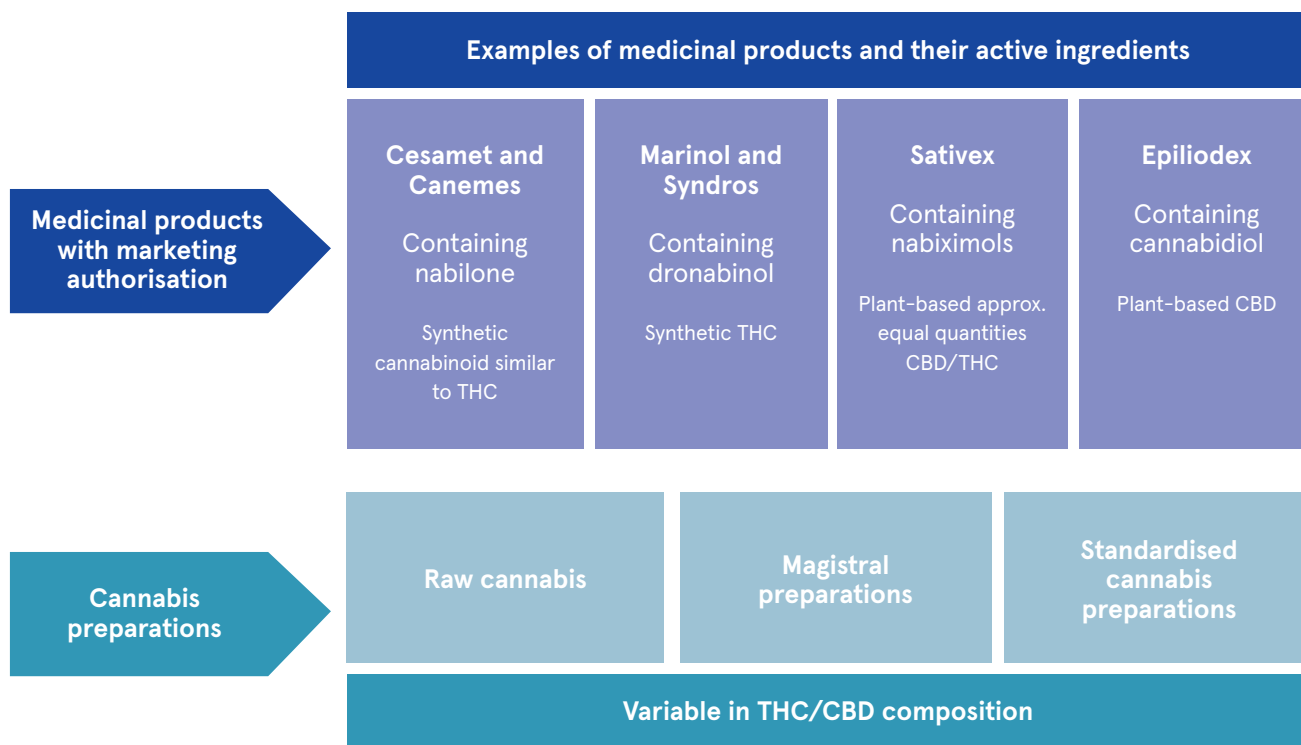 Examples of medicinal products and their active ingredients
Medicinal products
with marketing
authorisation
Cesamet and
Canemes
Containing
nabilone
Synthetic
cannabinoid similar
to THC
Marinol and
Syndros
Containing
dronabinol
Synthetic THC
Sativex
Containing
nabiximols
Plant-based approx.
equal quantities
CBD/THC
Epiliodex
Containing
cannabidiol
Plant-based CBD
Cannabis
preparations
Raw cannabis
Magistral
preparations
Standardised
cannabis
preparations
Variable in THC/CBD composition